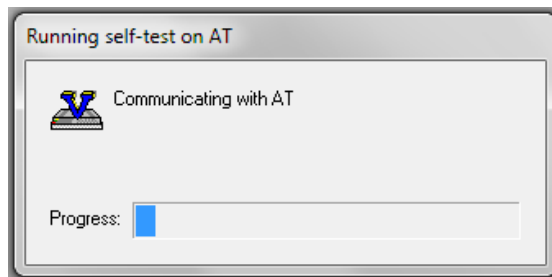 Running self-test on AT
Communicating with AT
Progress: